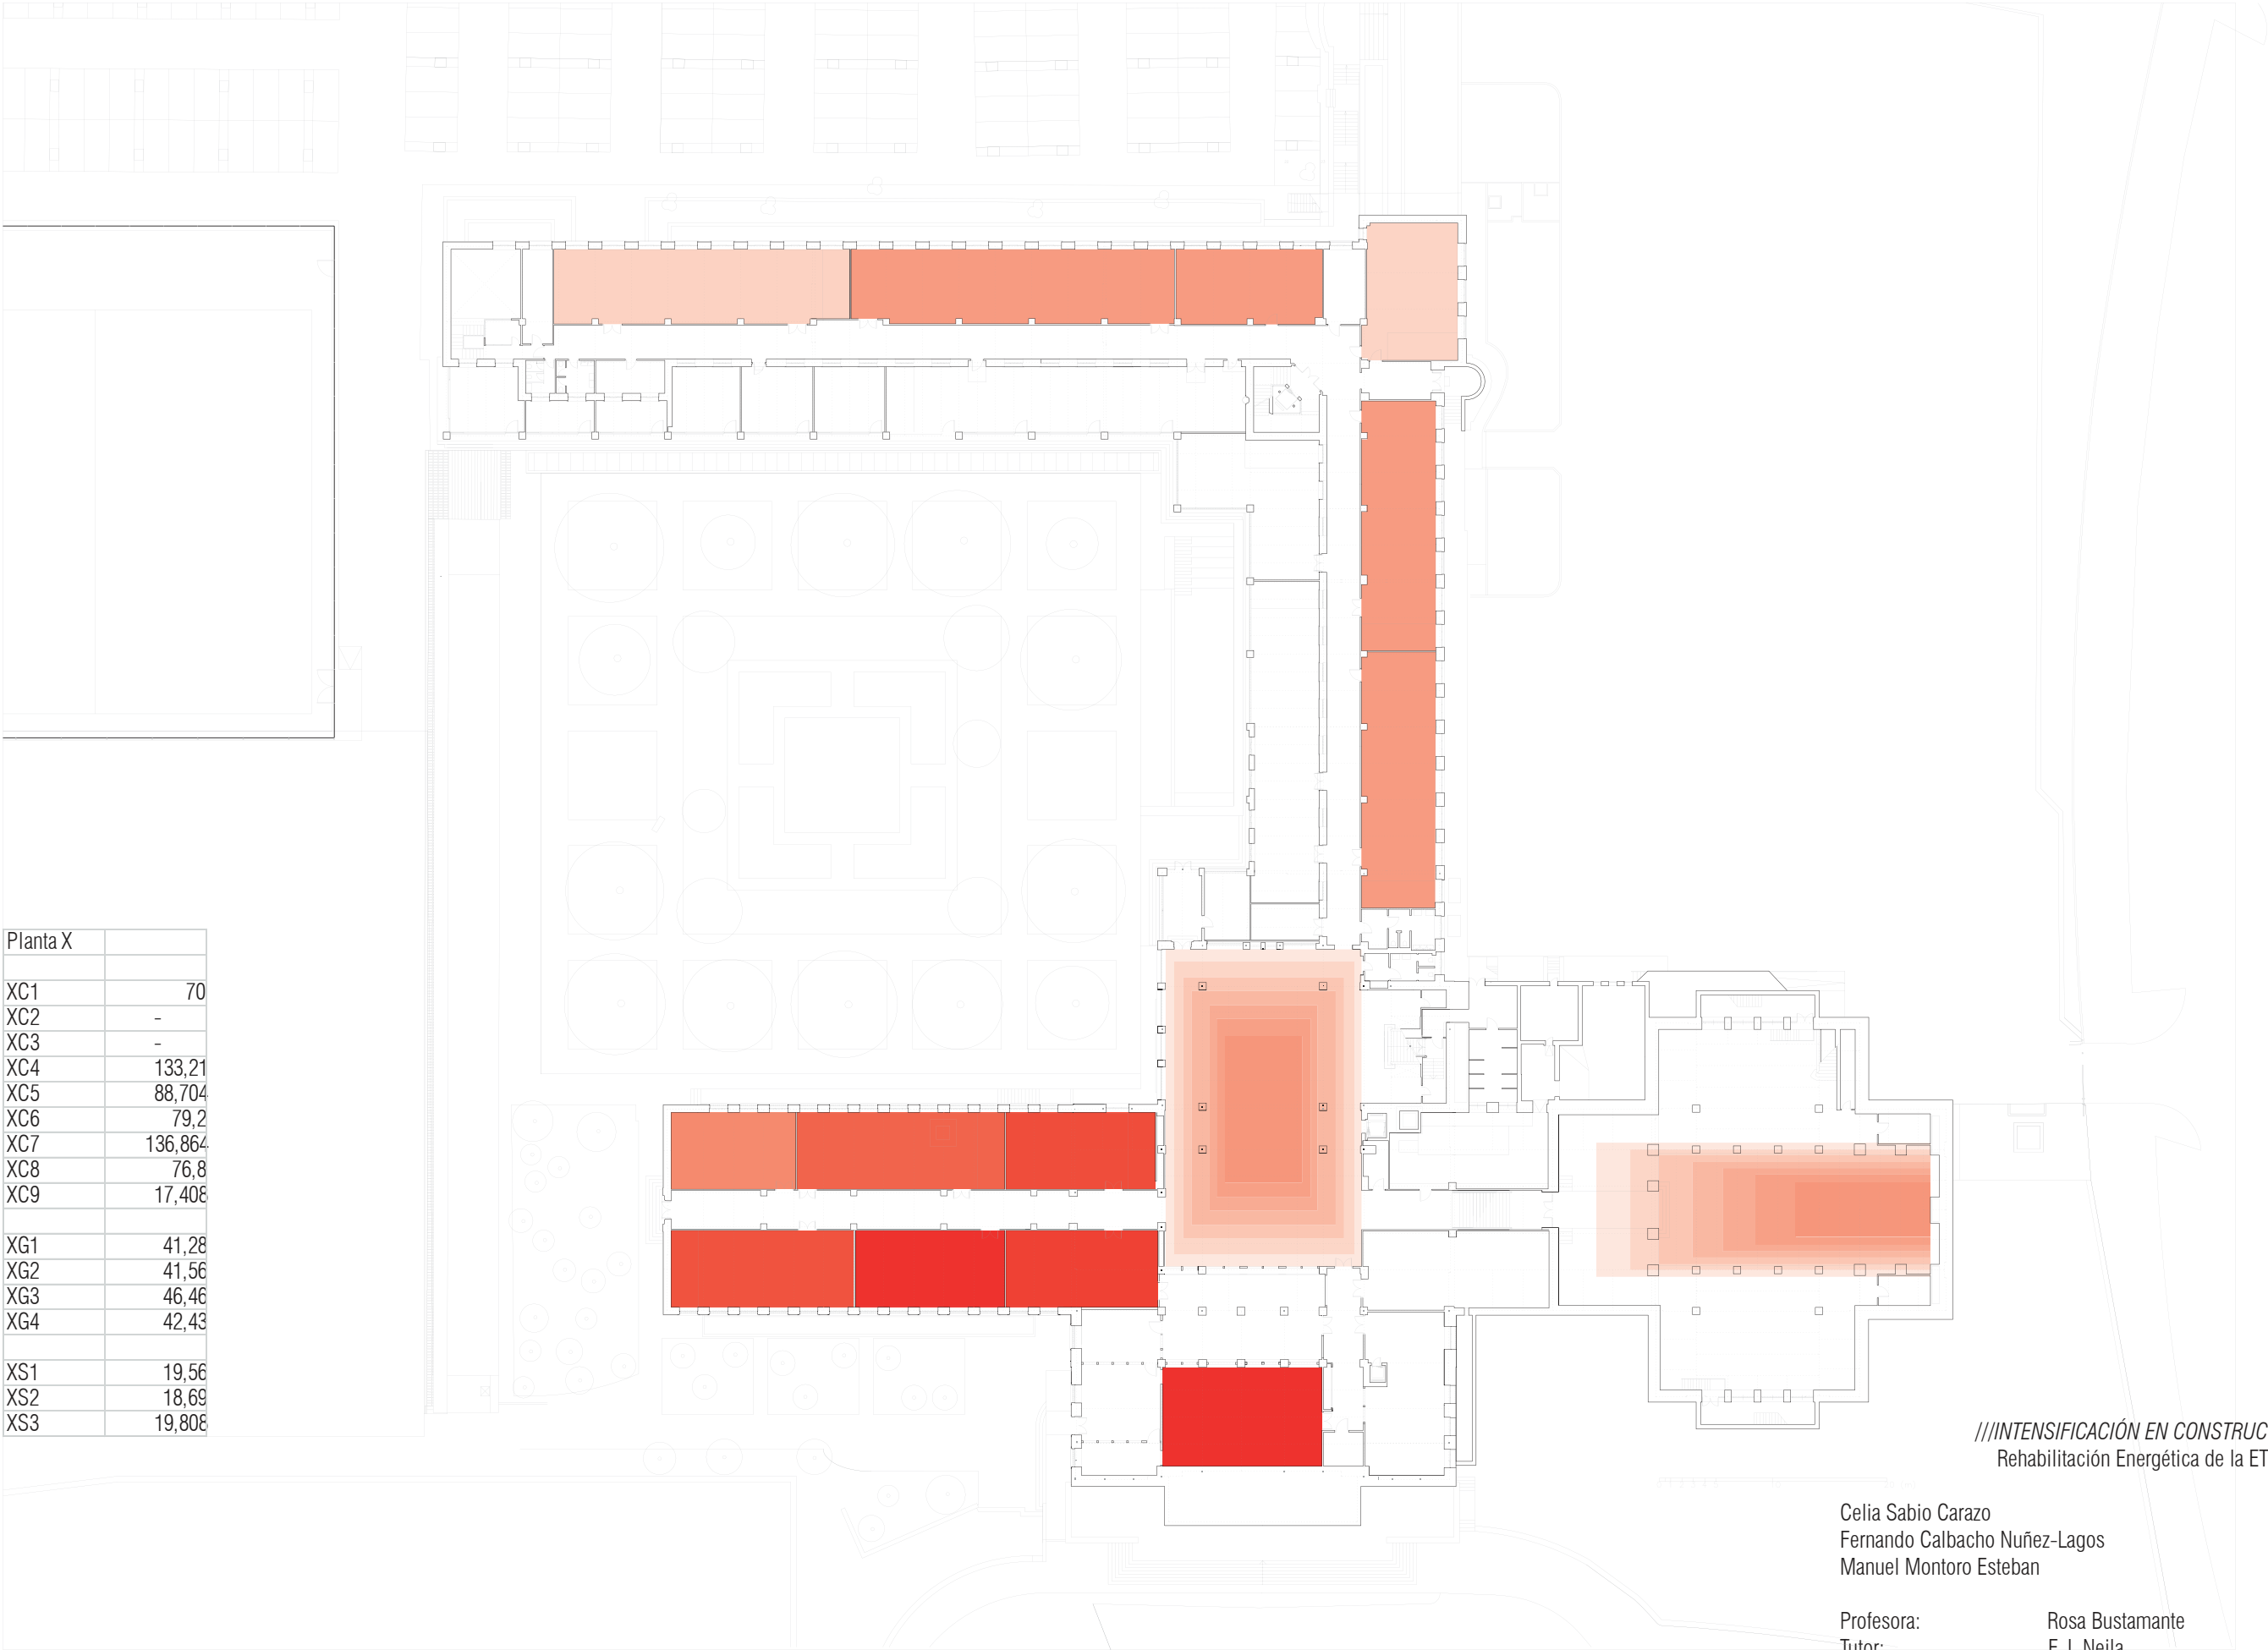 Planta X
XC1 70
XC2 -
XC3 -
XC4 133,21
XC5 88,704
XC6 79,2
XC7 136,864
XC8 76,8
XC9 17,408
XG1 41,28
XG2 41,56
XG3 46,46
XG4 42,43
XS1 19,56
XS2 18,69
XS3 19,808
///INTENSIFICACIÓN EN CONSTRUC
Rehabilitación Energética de la ET
Celia Sabio Carazo
Fernando Calbacho Nuñez-Lagos
Manuel Montoro Esteban
Profesora: Rosa Bustamante
Tutor: F.J. Neila